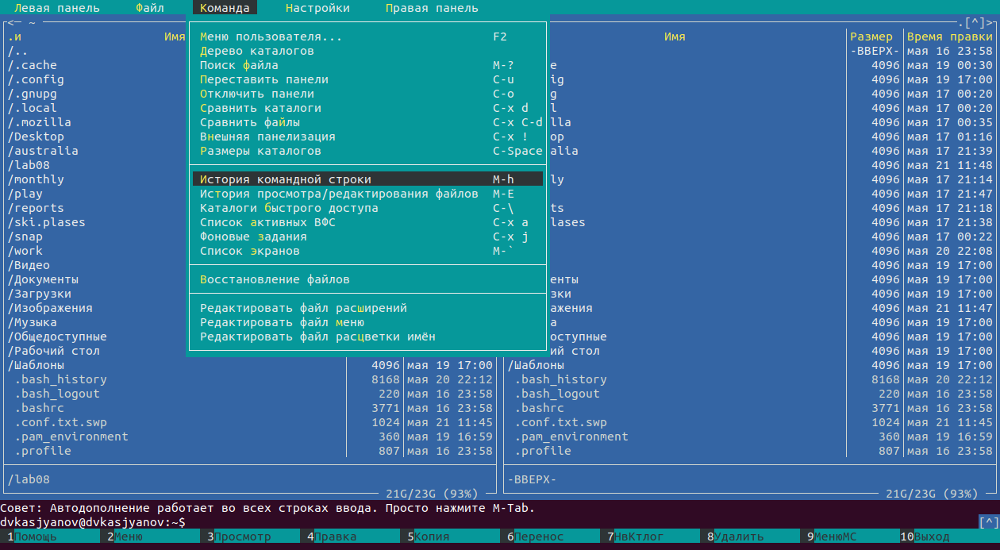 Левая панель Файл Команда Настройки Правая панель
<─ ~ .[^]>
.и Имя Имя Размер Время правки
/.. Меню пользователя... F2 -ВВЕРХ- мая 16 23:58
/.cache Дерево каталогов e 4096 мая 19 00:30
/.config Поиск файла M-? ig 4096 мая 19 17:00
/.gnupg Переставить панели C-u g 4096 мая 17 00:20
/.local Отключить панели C-o l 4096 мая 17 00:20
/.mozilla Сравнить каталоги C-x d lla 4096 мая 17 00:35
/Desktop Сравнить файлы C-x C-d op 4096 мая 17 01:16
/australia Внешняя панелизация C-x ! alia 4096 мая 17 21:39
/lab08 Размеры каталогов C-Space 4096 мая 21 11:48
/monthly История командной строки M-h ly 4096 мая 17 21:14
/play История просмотра/редактирования файлов M-E 4096 мая 17 21:47
/reports Каталоги быстрого доступа C-\ ts 4096 мая 17 21:18
/ski.plases Список активных ВФС C-x a lases 4096 мая 17 21:38
/snap Фоновые задания C-x j 4096 мая 17 00:22
/work Список экранов M-` 4096 мая 20 22:08
/Видео 4096 мая 19 17:00
/Документы Восстановление файлов енты 4096 мая 19 17:00
/Загрузки зки 4096 мая 19 17:00
/Изображения Редактировать файл расширений ажения 4096 мая 21 11:47
/Музыка Редактировать файл меню а 4096 мая 19 17:00
/Общедоступные Редактировать файл расцветки имён оступные 4096 мая 19 17:00
/Рабочий стол ий стол 4096 мая 19 17:00
/Шаблоны 4096 мая 19 17:00 /Шаблоны 4096 мая 19 17:00
.bash_history 8168 мая 20 22:12 .bash_history 8168 мая 20 22:12
.bash_logout 220 мая 16 23:58 .bash_logout 220 мая 16 23:58
.bashrc 3771 мая 16 23:58 .bashrc 3771 мая 16 23:58
.conf.txt.swp 1024 мая 21 11:45 .conf.txt.swp 1024 мая 21 11:45
.pam_environment 360 мая 19 16:59 .pam_environment 360 мая 19 16:59
.profile 807 мая 16 23:58 .profile 807 мая 16 23:58
/lab08 -ВВЕРХ-
21G/23G (93%) 21G/23G (93%)
Совет: Автодополнение работает во всех строках ввода. Просто нажмите M-Tab.
dvkasjyanov@dvkasjyanov:~$ [^]
1Помощь 2Меню 3Просмотр 4Правка 5Копия 6Перенос 7НвКтлог 8Удалить 9МенюМС 10Выход